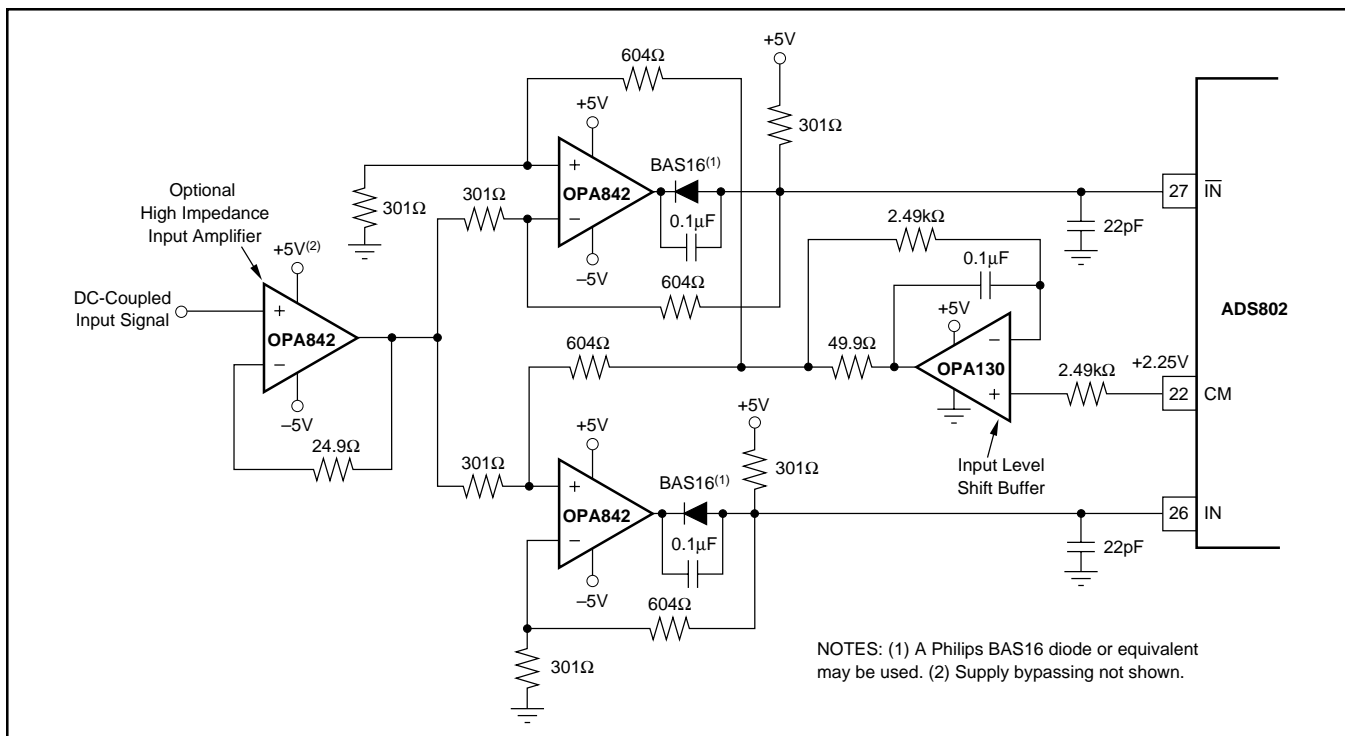 +5V
604Ω
+5V
+5V
301Ω
BAS16(1)
+
OPA842
27
IN
Optional
High Impedance
Input Amplifier
301Ω
301Ω
–
0.1µF
2.49kΩ
22pF
+5V(2)
–5V
0.1µF
604Ω
DC-Coupled
Input Signal
+
OPA842
–
+5V
–
ADS802
604Ω
49.9Ω
OPA130
+2.25V
2.49kΩ
+
22
CM
–5V
+5V
+5V
24.9Ω
301Ω
301Ω
Input Level
Shift Buffer
BAS16(1)
+
OPA842
26
IN
–
0.1µF
22pF
–5V
604Ω
301Ω
NOTES: (1) A Philips BAS16 diode or equivalent
may be used. (2) Supply bypassing not shown.